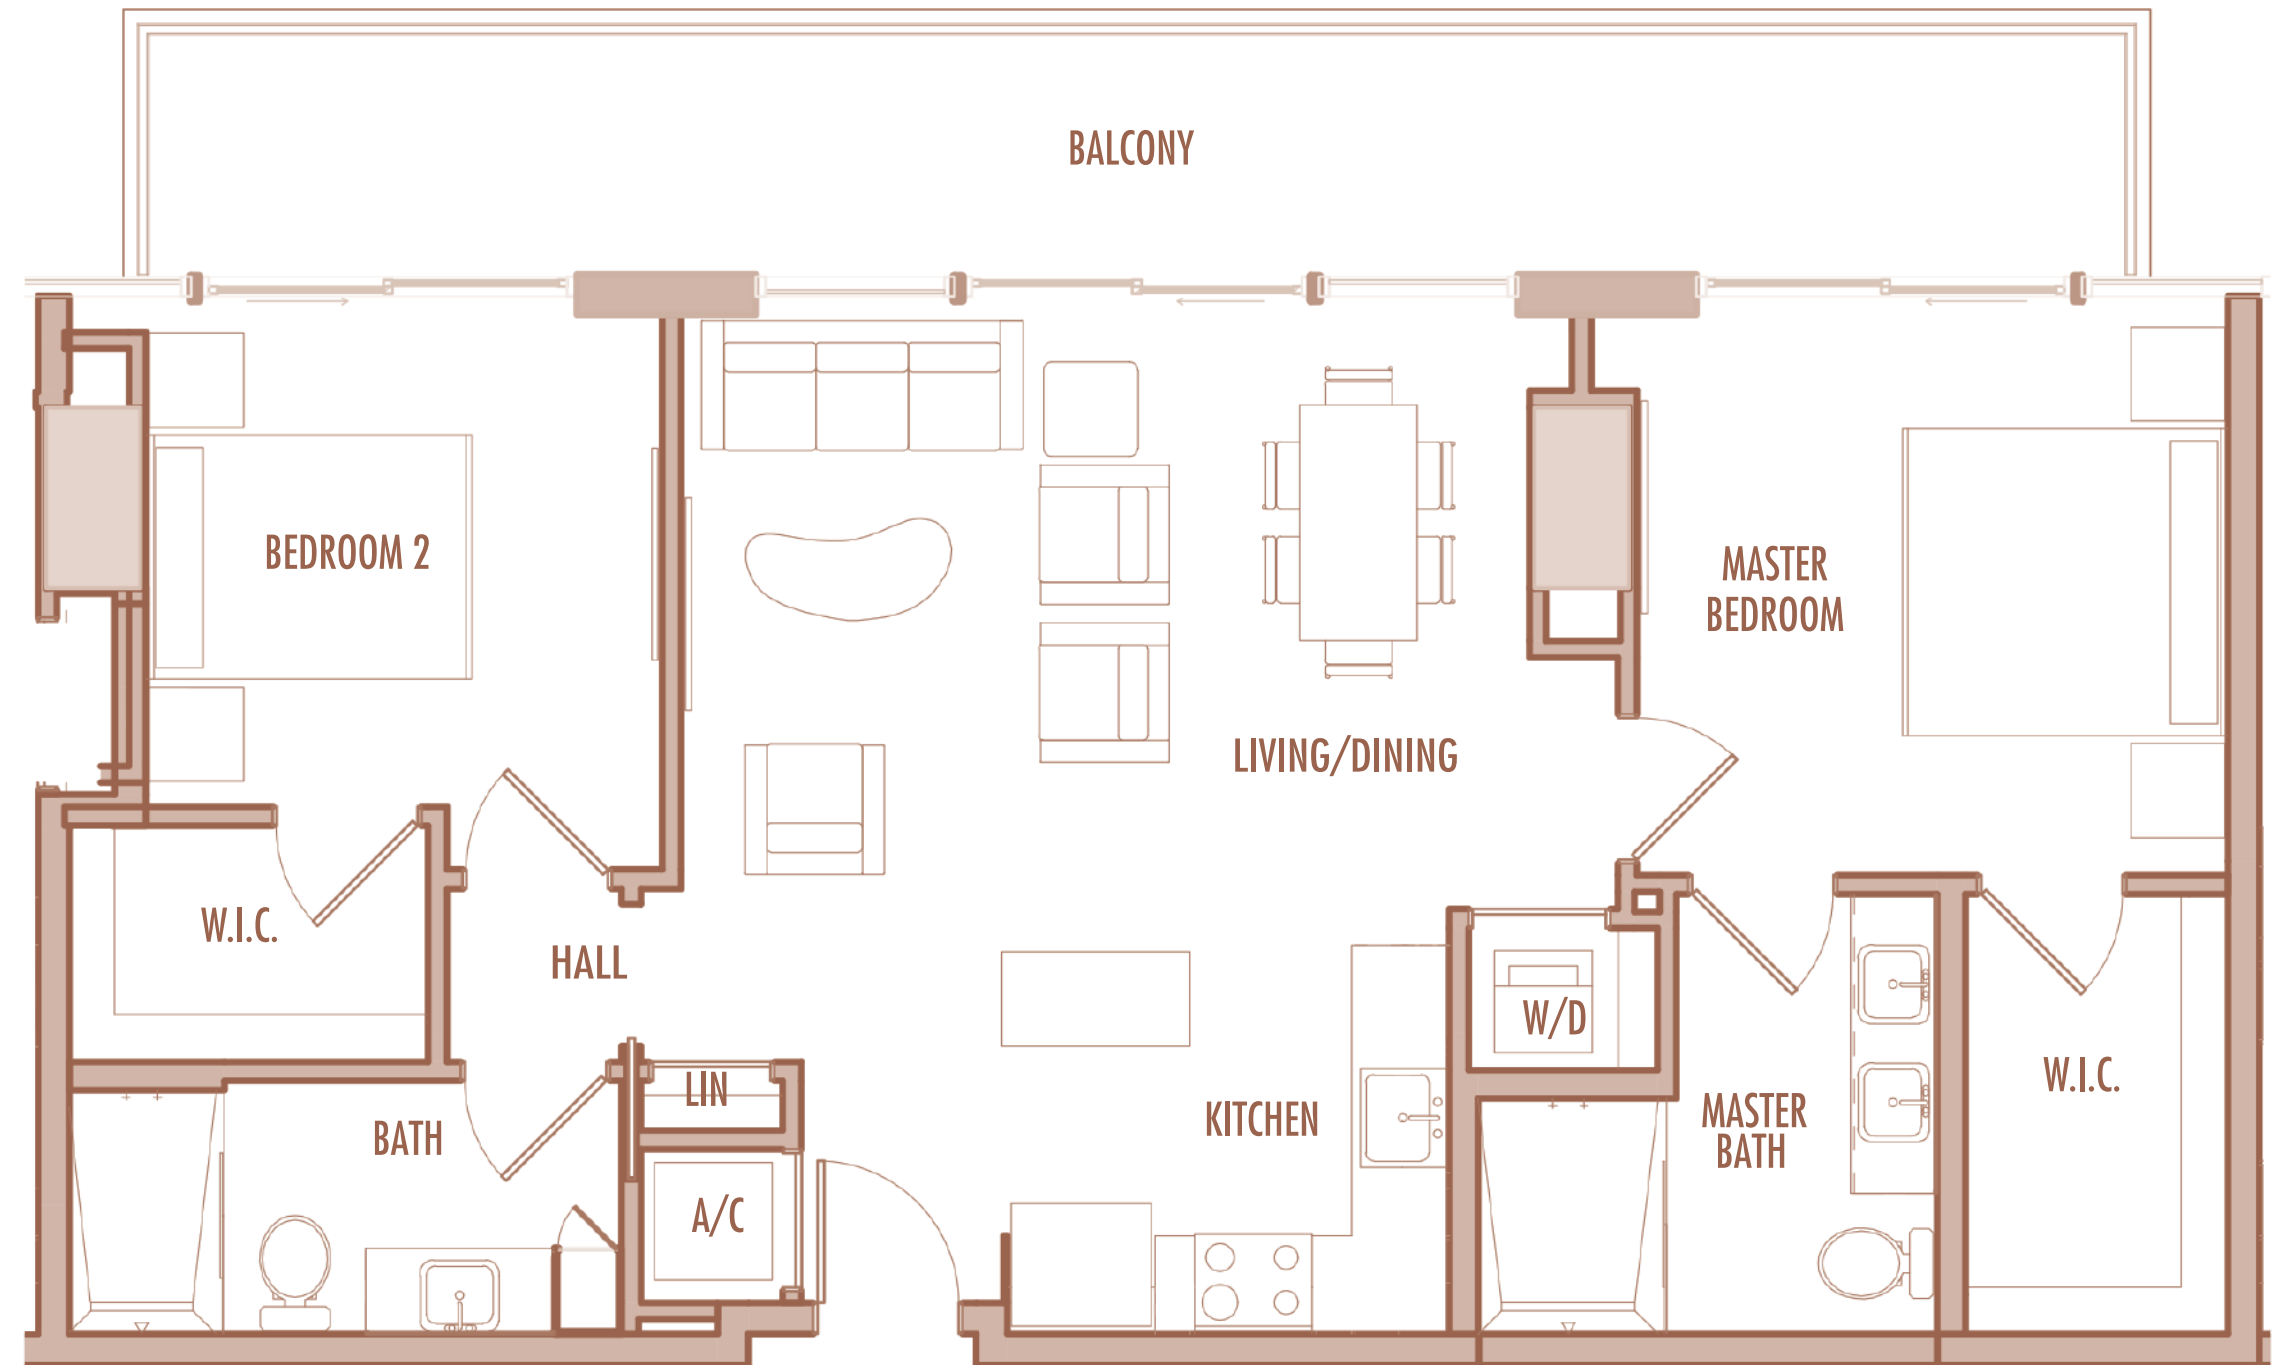 BALCONY
BEDROOM 2
MASTER
BEDROOM
LIVING/DINING
W.I.C.
HALL
W/D
LIN
KITCHEN
BATH
MASTER
BATH
W.I.C.
A/C